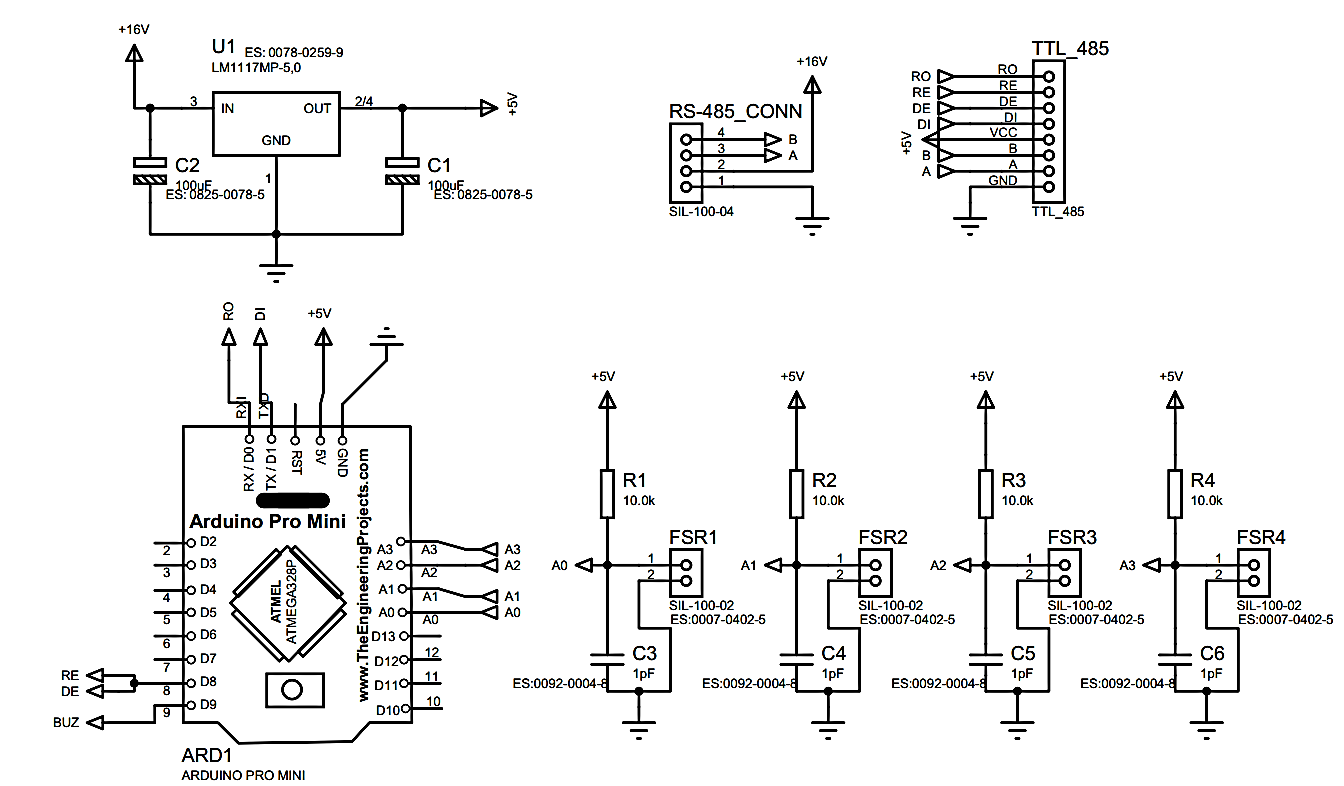 +16V
U1 ES: 0078-0259-9
LM1117MP-5,0
3 IN OUT 2/4
+5V
GND
1
C2
100uF
ES: 0825-0078-5
C1
100uF
ES: 0825-0078-5
+16V
RS-485_CONN
4 B
3 A
2
1
SIL-100-04
TTL_485
RO RO
RE RE
DE DE
DI DI
+5V VCC
B B
A A
GND
TTL_485
RO DI +5V
RXI TXO
RX / D0 TX / D1 RST 5V GND
Arduino Pro Mini
www.TheEngineeringProjects.com
ATMEL
ATMEGA328P
2 D2
3 D3
4 D4
5 D5
6 D6
7 D7
RE
DE
8 D8
BUZ 9 D9
A3 A3 A3
A2 A2 A2
A1 A1 A1
A0 A0 A0
D13
D12 12
D11 11
D10 10
ARD1
ARDUINO PRO MINI
+5V
R1
10.0k
FSR1
A0 1
2
SIL-100-02
ES:0007-0402-5
C3
1pF
ES:0092-0004-8
+5V
R2
10.0k
FSR2
A1 1
2
SIL-100-02
ES:0007-0402-5
C4
1pF
ES:0092-0004-8
+5V
R3
10.0k
FSR3
A2 1
2
SIL-100-02
ES:0007-0402-5
C5
1pF
ES:0092-0004-8
+5V
R4
10.0k
FSR4
A3 1
2
SIL-100-02
ES:0007-0402-5
C6
1pF
ES:0092-0004-8